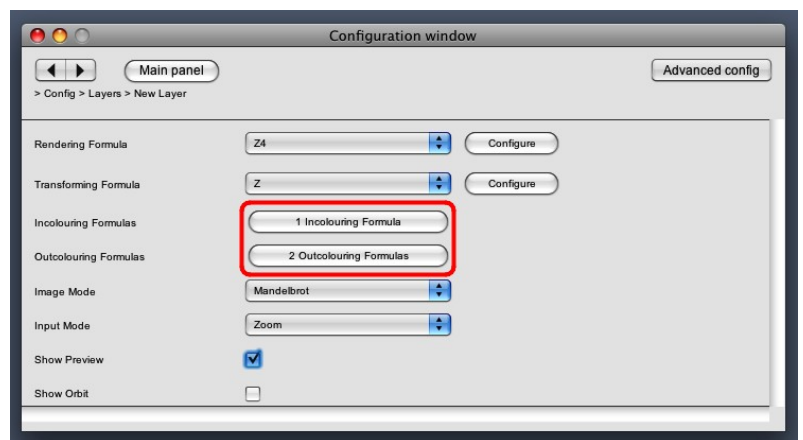 Configuration window
Main panel
Advanced config
> Config > Layers > New Layer
Rendering Formula
Z4
Configure
Transforming Formula
Z
Configure
Incolouring Formulas
1 Incolouring Formula
Outcolouring Formulas
2 Outcolouring Formulas
Image Mode
Mandelbrot
Input Mode
Zoom
Show Preview
Show Orbit